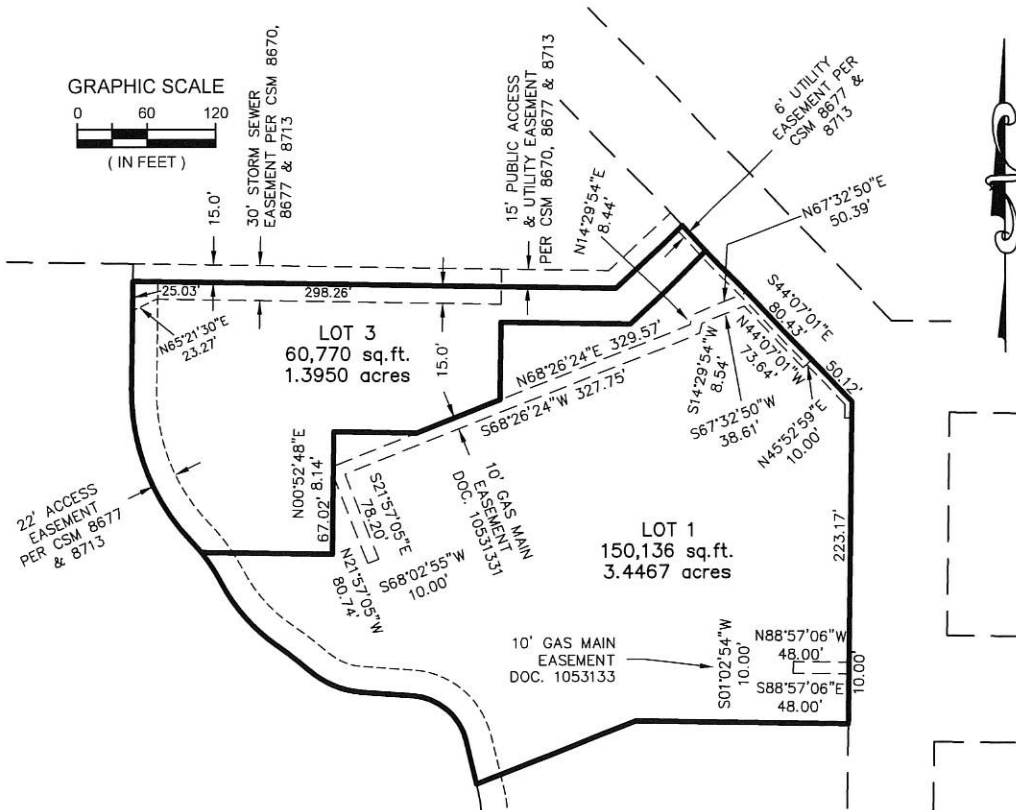 GRAPHIC SCALE
0 60 120
( IN FEET )
15.0'
30' STORM SEWER
EASEMENT PER CSM 8670,
8677 & 8713
15' PUBLIC ACCESS
& UTILITY EASEMENT
PER CSM 8670, 8677 & 8713
6' UTILITY
EASEMENT PER
CSM 8677 &
8713
N14°29'54"E
8.44'
N67°32'50"E
50.39'
25.03'
298.26'
N65°21'30"E
23.27'
LOT 3
60,770 sq.ft.
1.3950 acres
15.0'
N68°26'24"E 329.57'
S68°26'24"W 327.75'
S44°07'01"E
80.43'
N44°07'01"W
73.64'
50.12'
S14°29'54"W
8.54'
S67°32'50"W
38.61'
N45°52'59"E
10.00'
22' ACCESS
EASEMENT
PER CSM 8677
& 8713
N00°52'48"E
8.14'
67.02'
S21°57'05"E
78.20'
N21°57'05"W
80.74'
S68°02'55"W
10.00'
10' GAS MAIN
EASEMENT
DOC. 10531331
LOT 1
150,136 sq.ft.
3.4467 acres
223.17'
10' GAS MAIN
EASEMENT
DOC. 1053133
S01°02'54"W
10.00'
N88°57'06"W
48.00'
10.00'
S88°57'06"E
48.00'